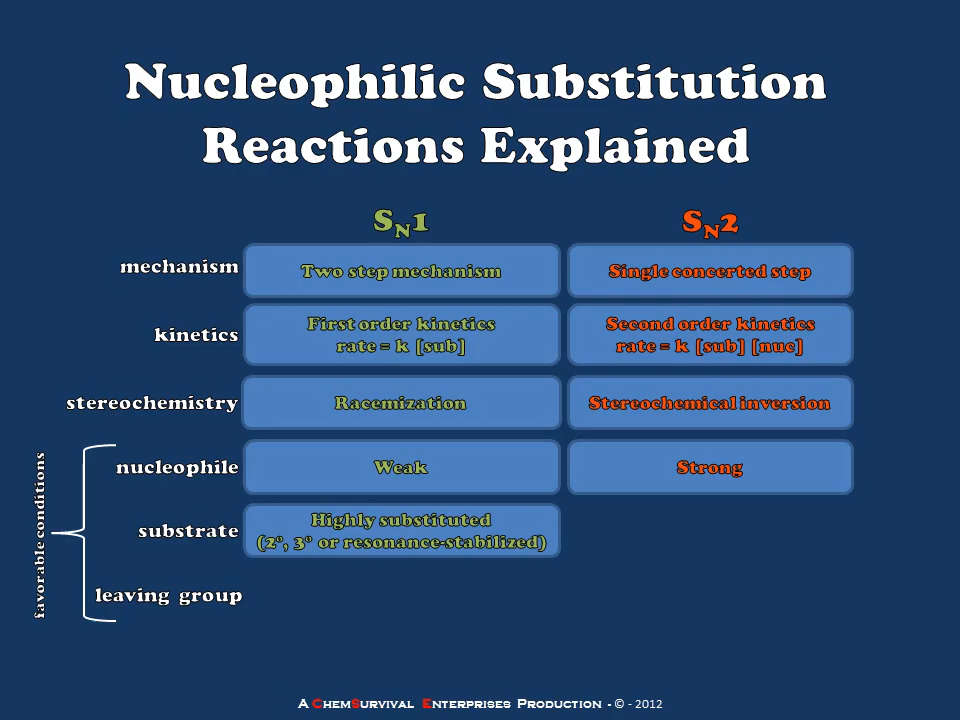 Nucleophilic Substitution
Reactions Explained
SN1 SN2
mechanism Two step mechanism Single concerted step
kinetics First order kinetics rate = k [sub] Second order kinetics rate = k [sub] [nuc]
stereochemistry Racemization Stereochemical inversion
nucleophile Weak Strong
substrate Highly substituted (2°, 3° or resonance-stabilized)
leaving group
favorable conditions
A ChemSurvival Enterprises Production - © - 2012